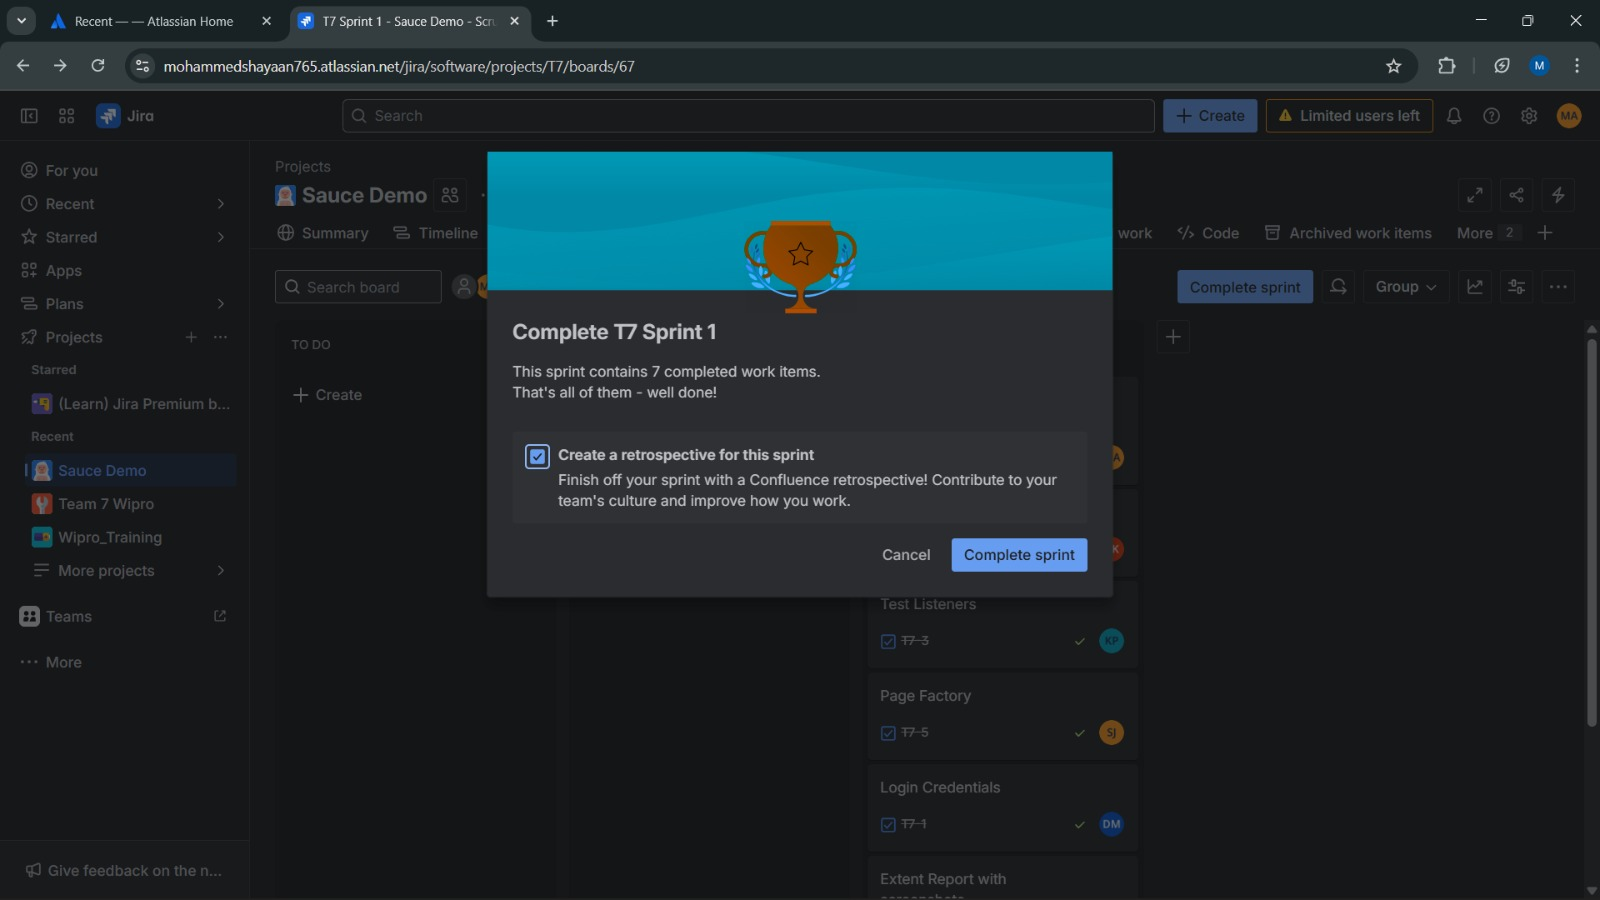 Recent — — Atlassian Home
T7 Sprint 1 - Sauce Demo - Scru
mohammedshayaan765.atlassian.net/jira/software/projects/T7/boards/67
Jira
Search
Create
Limited users left
MA
M
For you
Recent
Starred
Apps
Plans
Projects
Starred
(Learn) Jira Premium b...
Recent
Sauce Demo
Team 7 Wipro
Wipro_Training
More projects
Teams
More
Give feedback on the n...
Projects
Sauce Demo
Summary
Timeline
work
Code
Archived work items
More 2
Search board
Complete sprint
Group
TO DO
Create
Complete T7 Sprint 1
This sprint contains 7 completed work items.
That's all of them - well done!
Create a retrospective for this sprint
Finish off your sprint with a Confluence retrospective! Contribute to your
team's culture and improve how you work.
Cancel
Complete sprint
Test Listeners
T7-3
KP
Page Factory
T7-5
SJ
Login Credentials
T7-1
DM
Extent Report with